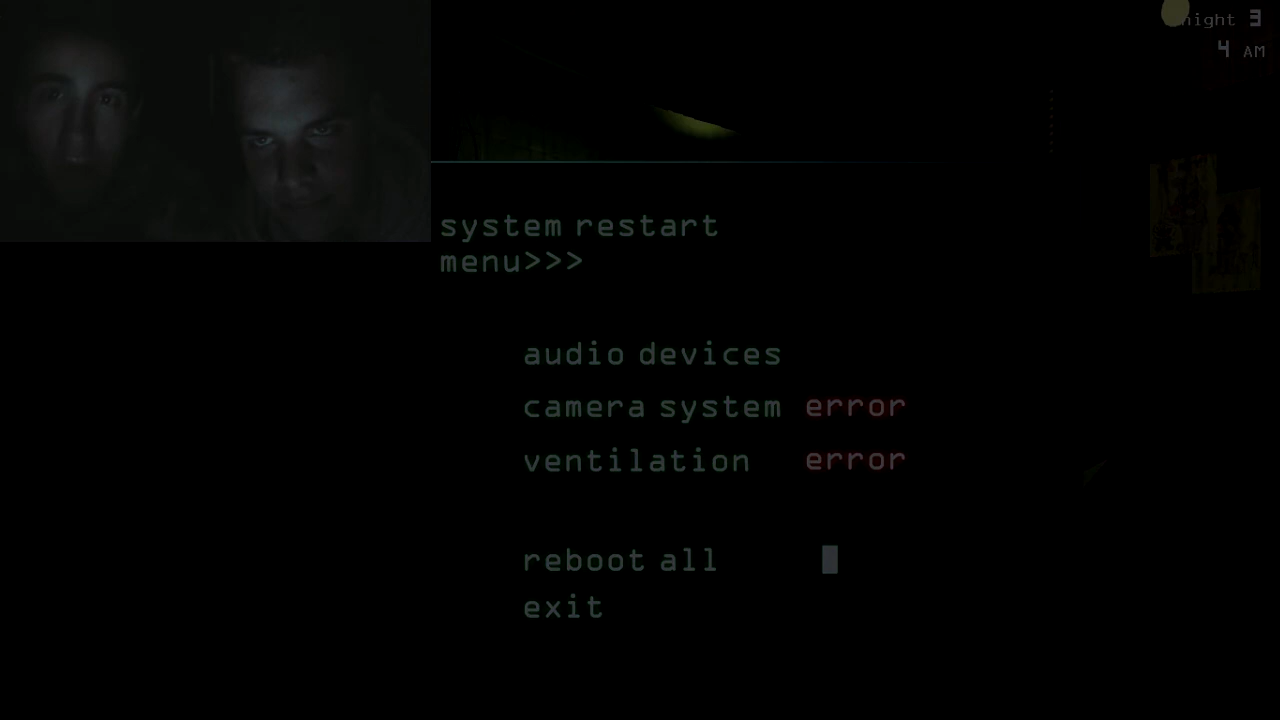 night 3
4 AM
system restart
menu>>>
audio devices
camera system error
ventilation error
reboot all
exit